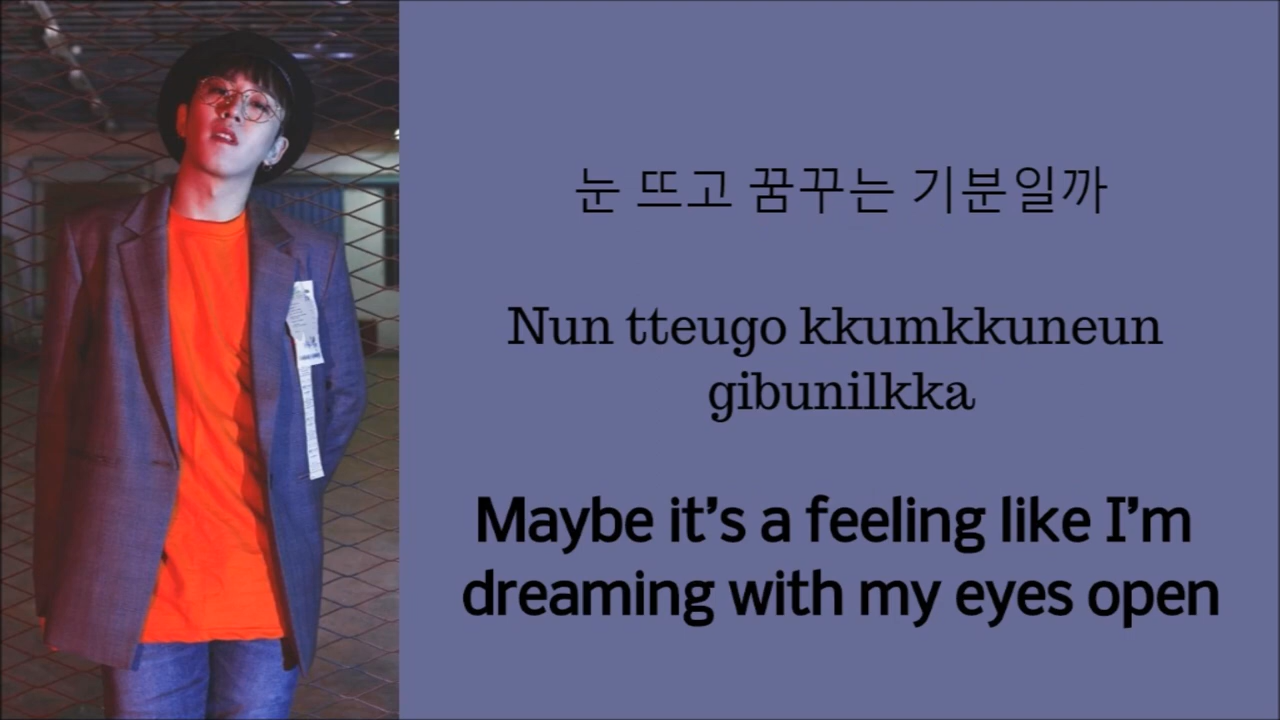 눈 뜨고 꿈꾸는 기분일까
Nun tteugo kkumkkuneun
gibunilkka
Maybe it's a feeling like I'm
dreaming with my eyes open